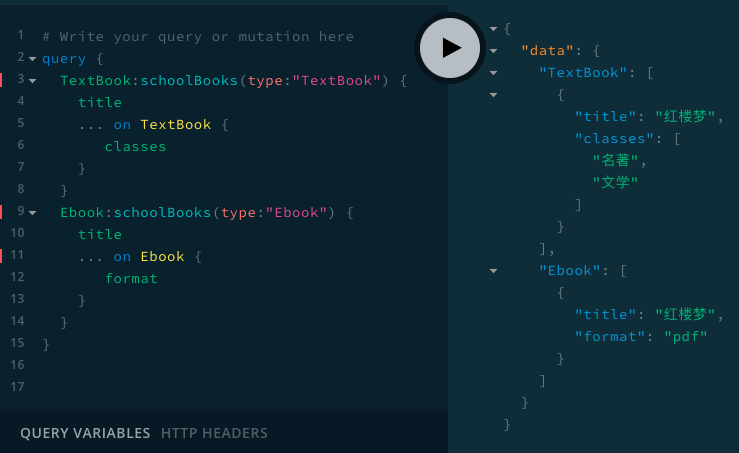 1 # Write your query or mutation here
2 query {
3 TextBook:schoolBooks(type:"TextBook") {
4 title
5 ... on TextBook {
6 classes
7 }
8 }
9 Ebook:schoolBooks(type:"Ebook") {
10 title
11 ... on Ebook {
12 format
13 }
14 }
15 }
16
17
QUERY VARIABLES HTTP HEADERS
{
"data": {
"TextBook": [
{
"title": "红楼梦",
"classes": [
"名著",
"文学"
]
}
],
"Ebook": [
{
"title": "红楼梦",
"format": "pdf"
}
]
}
}